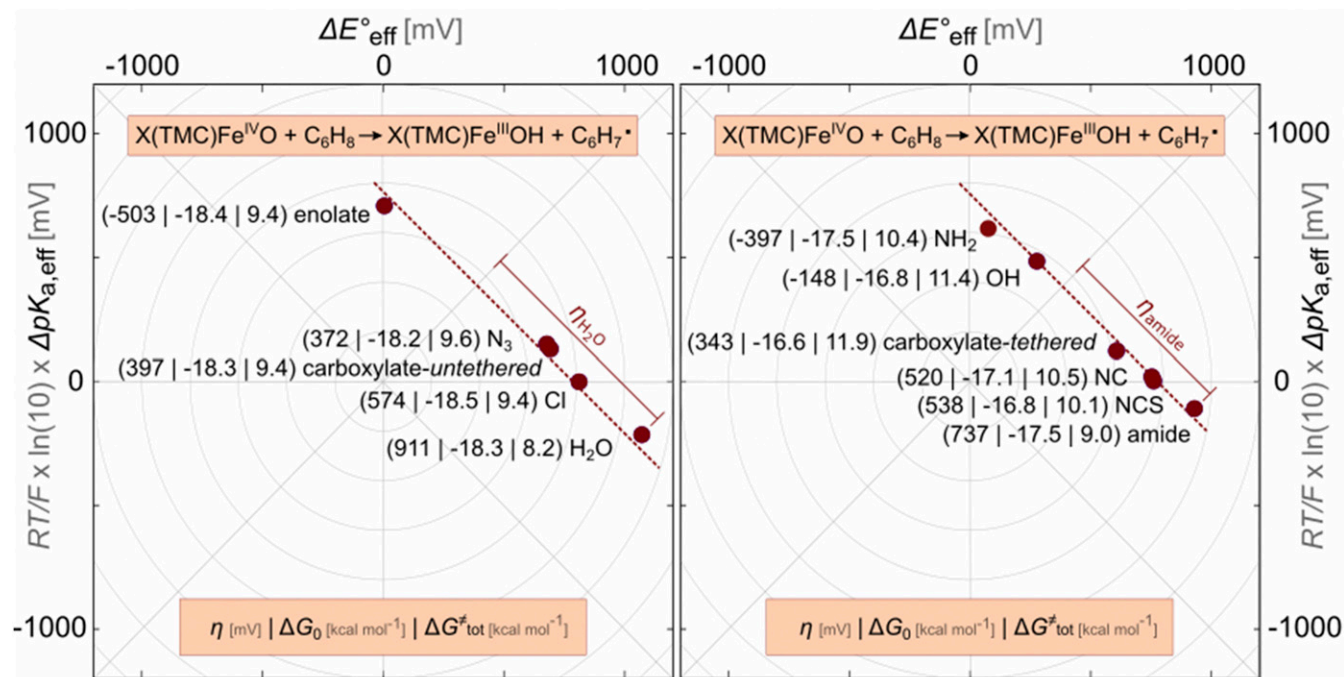 ΔE°eff [mV]
-1000 0 1000
X(TMC)FeᴵⱽO + C₆H₈ → X(TMC)FeᴵᴵᴵOH + C₆H₇•
1000
0
-1000
RT/F x ln(10) x ΔpKa,eff [mV]
(-503 | -18.4 | 9.4) enolate
ηH₂O
(372 | -18.2 | 9.6) N₃
(397 | -18.3 | 9.4) carboxylate-untethered
(574 | -18.5 | 9.4) Cl
(911 | -18.3 | 8.2) H₂O
η [mV] | ΔG₀ [kcal mol⁻¹] | ΔG≠tot [kcal mol⁻¹]
ΔE°eff [mV]
-1000 0 1000
X(TMC)FeᴵⱽO + C₆H₈ → X(TMC)FeᴵᴵᴵOH + C₆H₇•
(-397 | -17.5 | 10.4) NH₂
(-148 | -16.8 | 11.4) OH
ηamide
(343 | -16.6 | 11.9) carboxylate-tethered
(520 | -17.1 | 10.5) NC
(538 | -16.8 | 10.1) NCS
(737 | -17.5 | 9.0) amide
η [mV] | ΔG₀ [kcal mol⁻¹] | ΔG≠tot [kcal mol⁻¹]
1000
0
-1000
RT/F x ln(10) x ΔpKa,eff [mV]